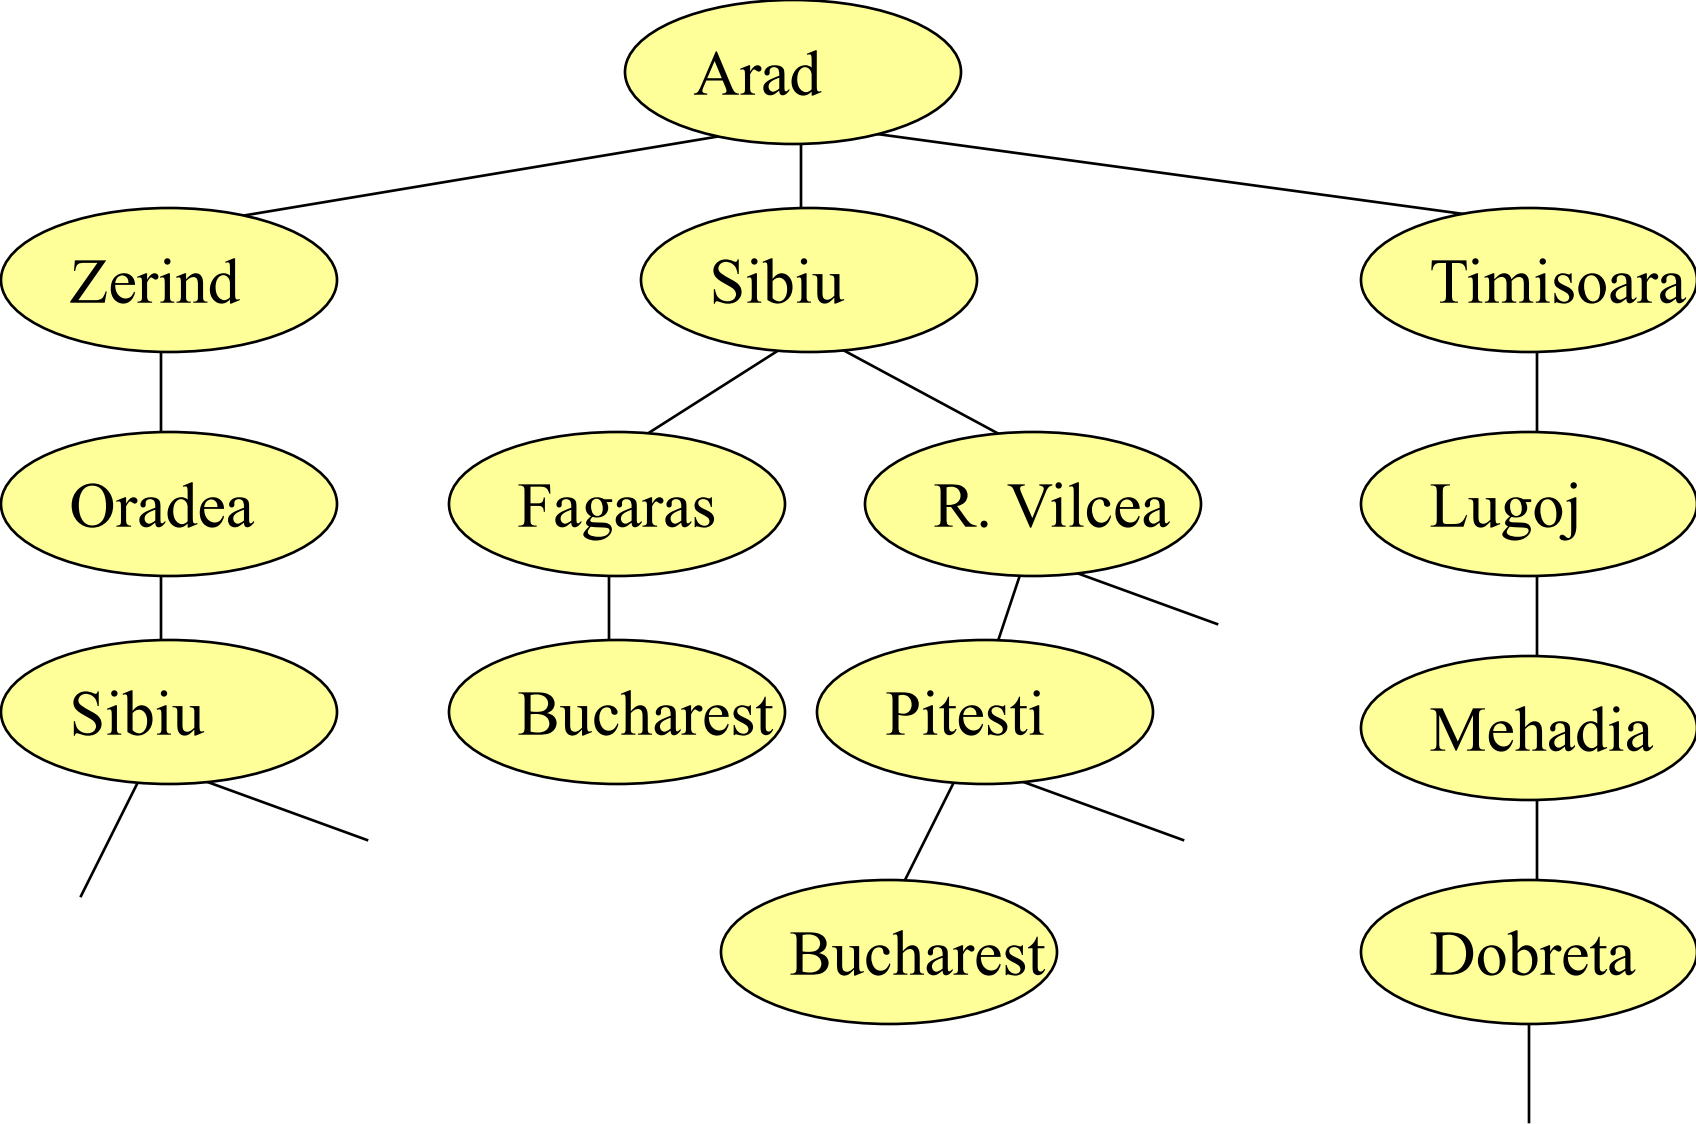 Arad
Zerind
Sibiu
Timisoara
Oradea
Fagaras
R. Vilcea
Lugoj
Sibiu
Bucharest
Pitesti
Mehadia
Bucharest
Dobreta